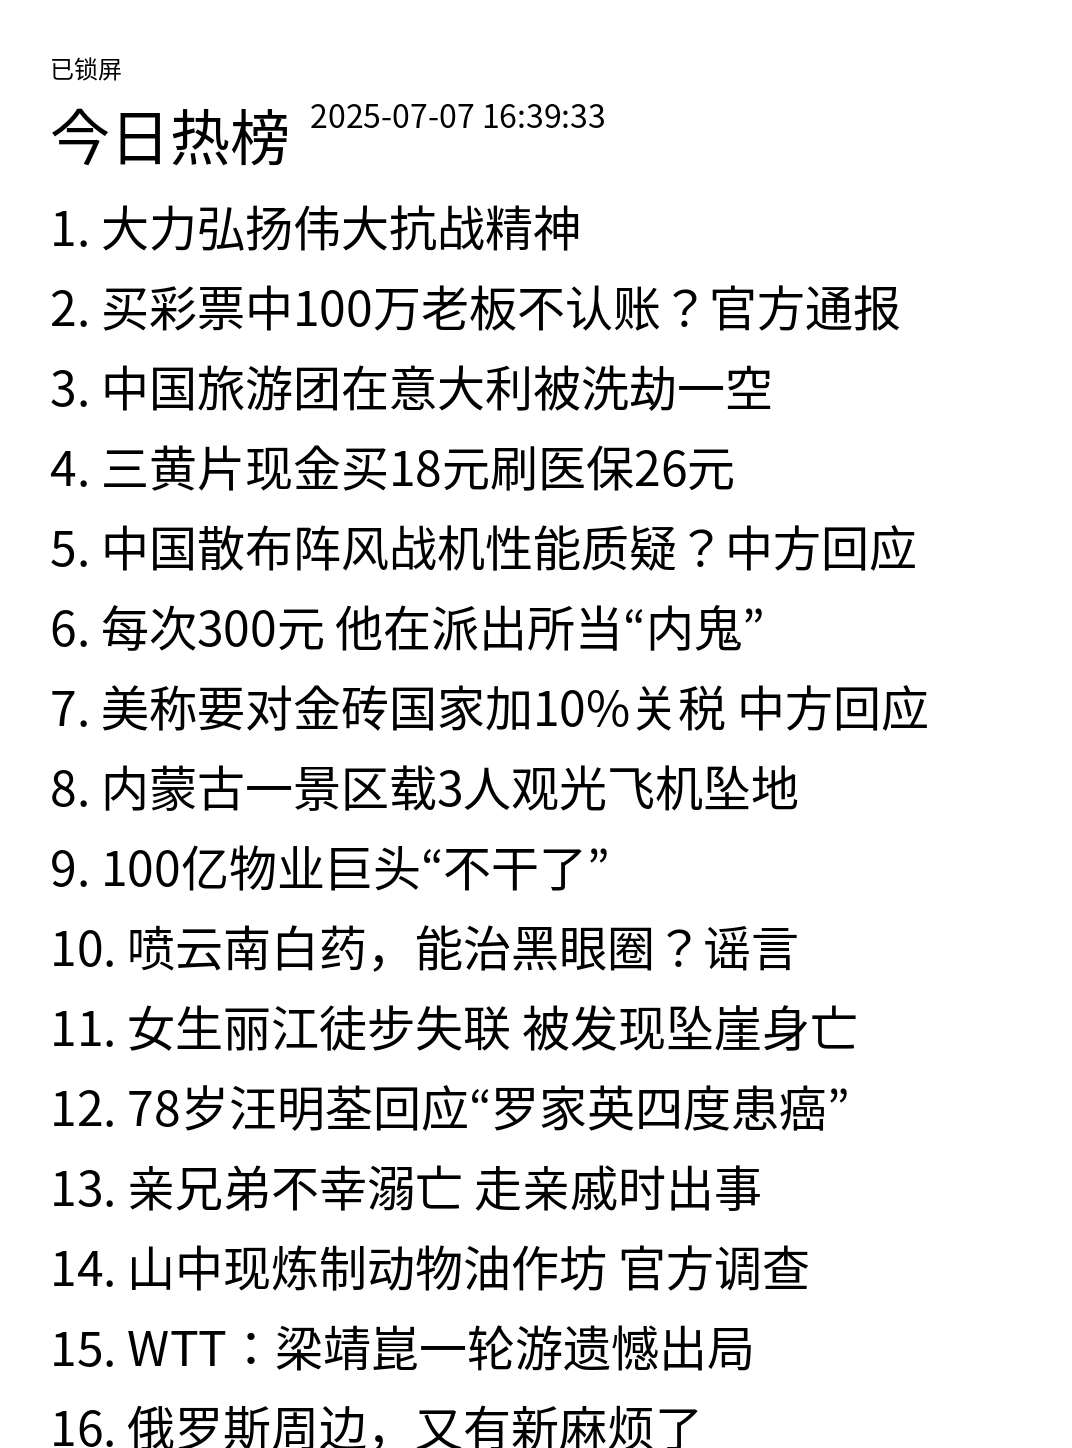 已锁屏
今日热榜 2025-07-07 16:39:33
1. 大力弘扬伟大抗战精神
2. 买彩票中100万老板不认账？官方通报
3. 中国旅游团在意大利被洗劫一空
4. 三黄片现金买18元刷医保26元
5. 中国散布阵风战机性能质疑？中方回应
6. 每次300元 他在派出所当“内鬼”
7. 美称要对金砖国家加10%关税 中方回应
8. 内蒙古一景区载3人观光飞机坠地
9. 100亿物业巨头“不干了”
10. 喷云南白药，能治黑眼圈？谣言
11. 女生丽江徒步失联 被发现坠崖身亡
12. 78岁汪明荃回应“罗家英四度患癌”
13. 亲兄弟不幸溺亡 走亲戚时出事
14. 山中现炼制动物油作坊 官方调查
15. WTT：梁靖崑一轮游遗憾出局
16. 俄罗斯周边，又有新麻烦了